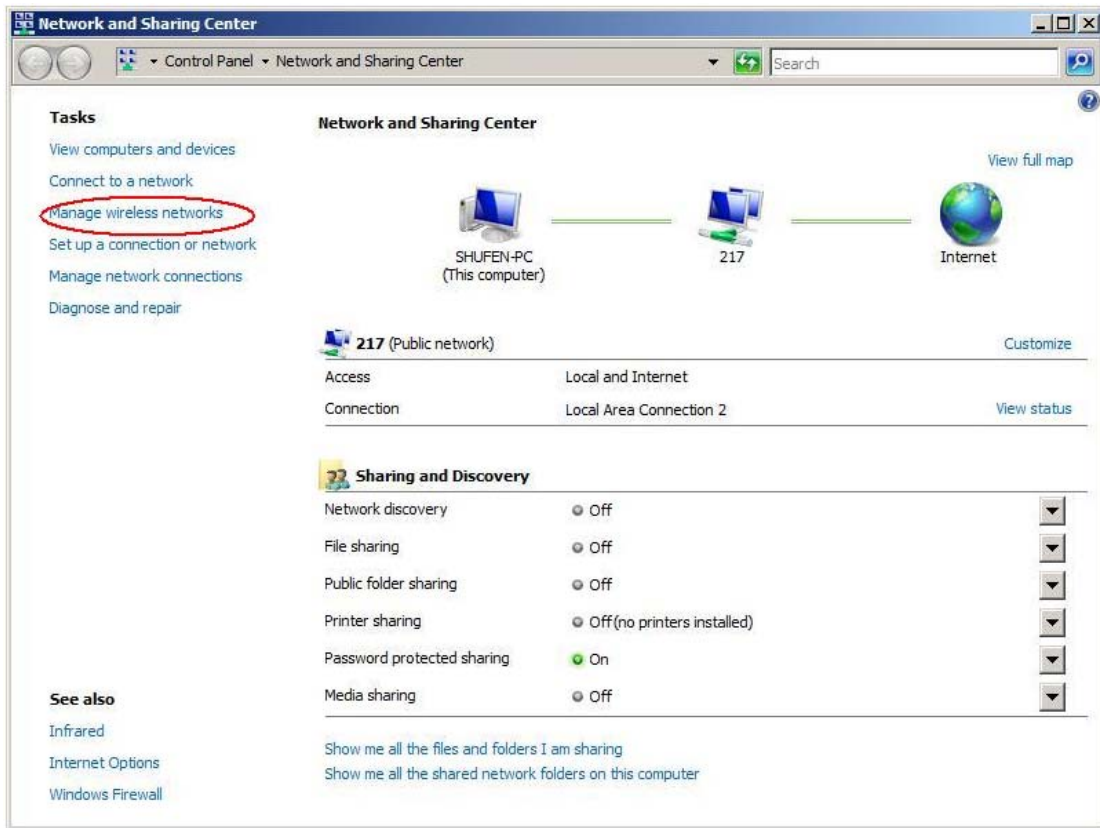 Network and Sharing Center
Control Panel Network and Sharing Center
Search
Tasks
View computers and devices
Connect to a network
Manage wireless networks
Set up a connection or network
Manage network connections
Diagnose and repair
Network and Sharing Center
View full map
SHUFEN-PC
(This computer)
217
Internet
217 (Public network) Customize
Access Local and Internet
Connection Local Area Connection 2 View status
Sharing and Discovery
Network discovery Off
File sharing Off
Public folder sharing Off
Printer sharing Off(no printers installed)
Password protected sharing On
Media sharing Off
Show me all the files and folders I am sharing
Show me all the shared network folders on this computer
See also
Infrared
Internet Options
Windows Firewall